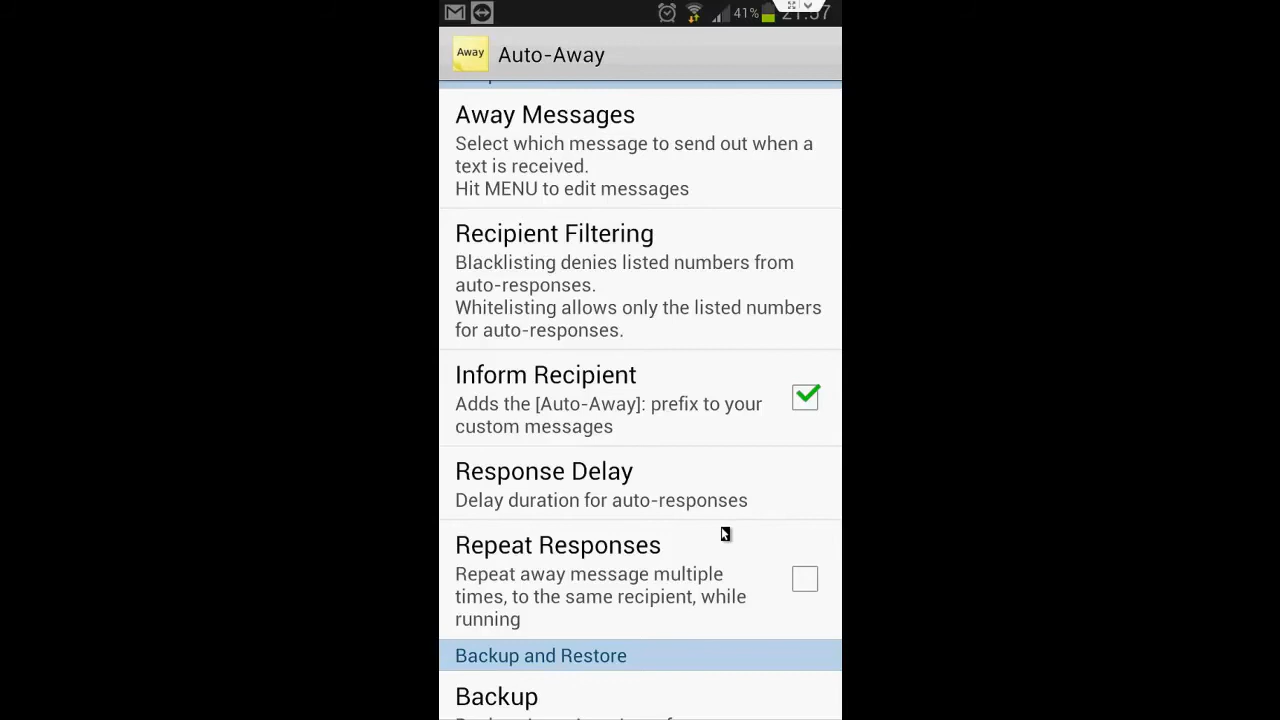 41% 21:57
Away Auto-Away
Away Messages
Select which message to send out when a
text is received.
Hit MENU to edit messages
Recipient Filtering
Blacklisting denies listed numbers from
auto-responses.
Whitelisting allows only the listed numbers
for auto-responses.
Inform Recipient
Adds the [Auto-Away]: prefix to your
custom messages
Response Delay
Delay duration for auto-responses
Repeat Responses
Repeat away message multiple
times, to the same recipient, while
running
Backup and Restore
Backup